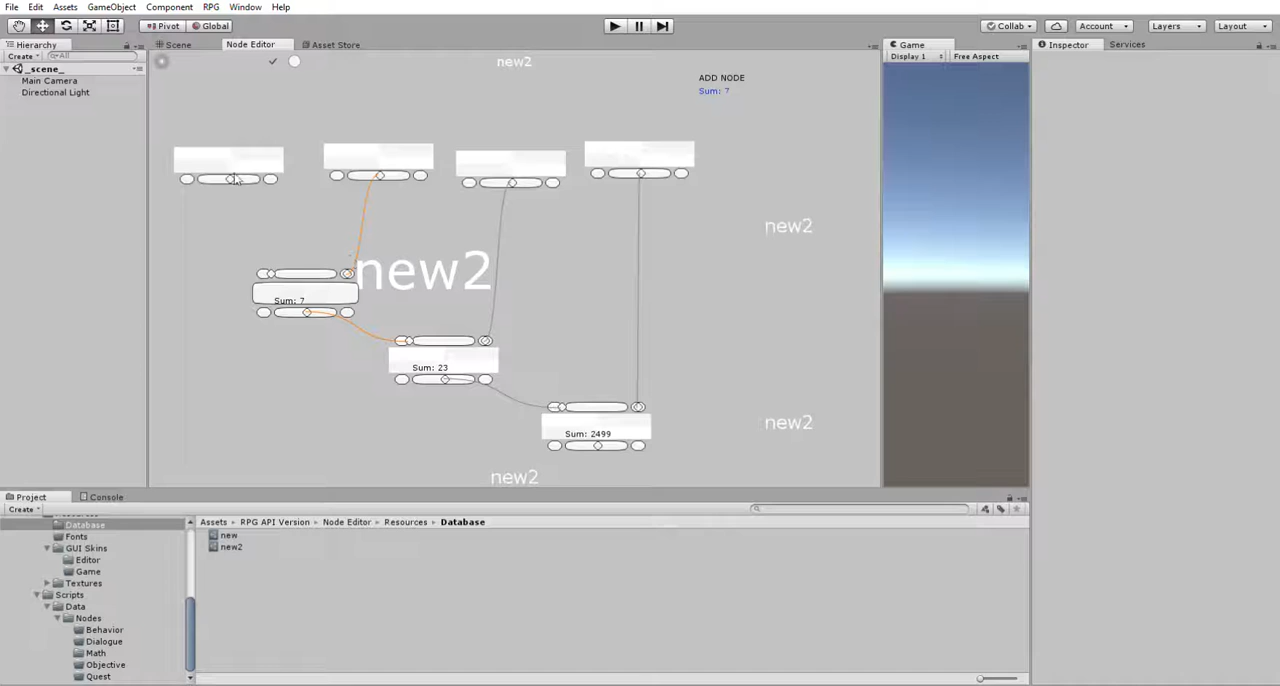 File Edit Assets GameObject Component RPG Window Help
Pivot Global Collab Account Layers Layout
Hierarchy Scene Node Editor Asset Store Game Inspector Services
Create All Display 1 Free Aspect
_scene_
Main Camera
Directional Light
new2
ADD NODE
Sum: 7
new2
new2
Sum: 7
Sum: 23
new2
Sum: 2499
new2
Project Console
Create
Assets RPG API Version Node Editor Resources Database
Database
Fonts
GUI Skins
Editor
Game
Textures
Scripts
Data
Nodes
Behavior
Dialogue
Math
Objective
Quest
new
new2